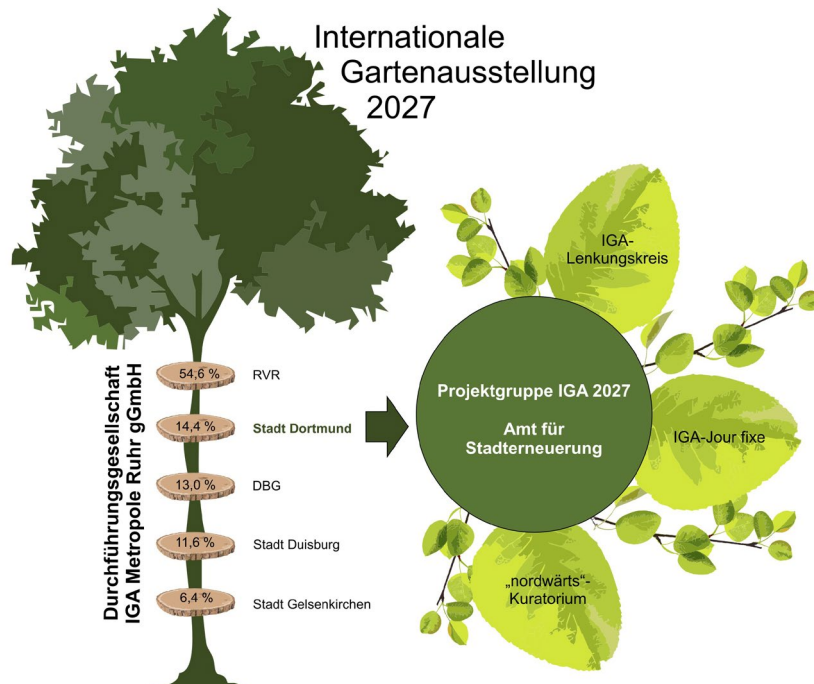 Internationale
Gartenausstellung
2027
Durchführungsgesellschaft
IGA Metropole Ruhr gGmbH
54,6 %
RVR
14,4 %
Stadt Dortmund
13,0 %
DBG
11,6 %
Stadt Duisburg
6,4 %
Stadt Gelsenkirchen
Projektgruppe IGA 2027
Amt für
Stadterneuerung
IGA-
Lenkungskreis
IGA-Jour fixe
„nordwärts“-
Kuratorium